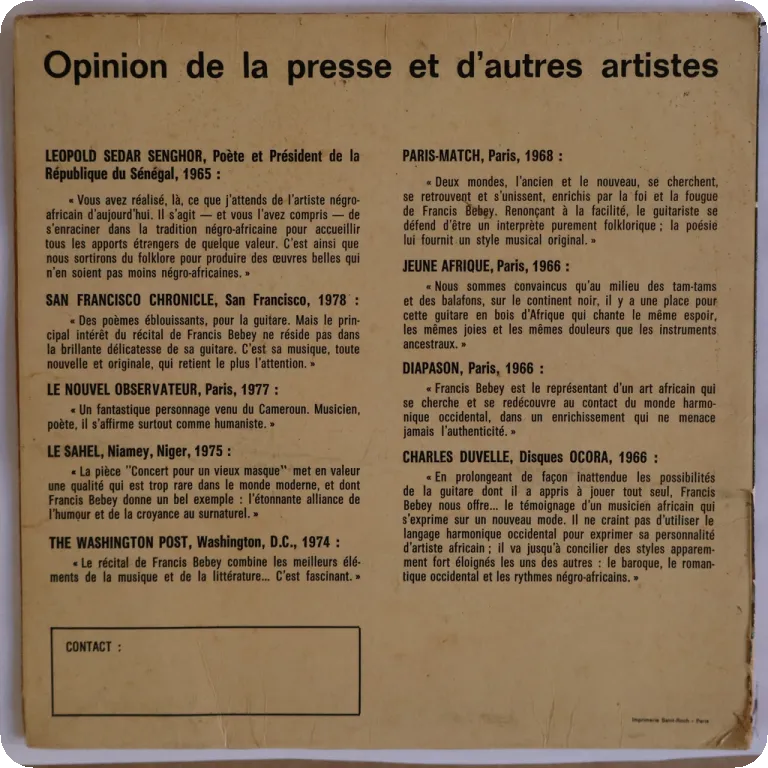 Opinion de la presse et d'autres artistes
LEOPOLD SEDAR SENGHOR, Poète et Président de la
République du Sénégal, 1965 :
« Vous avez réalisé, là, ce que j'attends de l'artiste négro-
africain d'aujourd'hui. Il s'agit — et vous l'avez compris — de
s'enraciner dans la tradition négro-africaine pour accueillir
tous les apports étrangers de quelque valeur. C'est ainsi que
nous sortirons du folklore pour produire des œuvres belles qui
n'en soient pas moins négro-africaines. »
SAN FRANCISCO CHRONICLE, San Francisco, 1978 :
« Des poèmes éblouissants, pour la guitare. Mais le prin-
cipal intérêt du récital de Francis Bebey ne réside pas dans
la brillante délicatesse de sa guitare. C'est sa musique, toute
nouvelle et originale, qui retient le plus l'attention. »
LE NOUVEL OBSERVATEUR, Paris, 1977 :
« Un fantastique personnage venu du Cameroun. Musicien,
poète, il s'affirme surtout comme humaniste. »
LE SAHEL, Niamey, Niger, 1975 :
« La pièce "Concert pour un vieux masque" met en valeur
une qualité qui est trop rare dans le monde moderne, et dont
Francis Bebey donne un bel exemple : l'étonnante alliance de
l'humour et de la croyance au surnaturel. »
THE WASHINGTON POST, Washington, D.C., 1974 :
« Le récital de Francis Bebey combine les meilleurs élé-
ments de la musique et de la littérature... C'est fascinant. »
CONTACT :
PARIS-MATCH, Paris, 1968 :
« Deux mondes, l'ancien et le nouveau, se cherchent,
se retrouvent et s'unissent, enrichis par la foi et la fougue
de Francis Bebey. Renonçant à la facilité, le guitariste se
défend d'être un interprète purement folklorique ; la poésie
lui fournit un style musical original. »
JEUNE AFRIQUE, Paris, 1966 :
« Nous sommes convaincus qu'au milieu des tam-tams
et des balafons, sur le continent noir, il y a une place pour
cette guitare en bois d'Afrique qui chante le même espoir,
les mêmes joies et les mêmes douleurs que les instruments
ancestraux. »
DIAPASON, Paris, 1966 :
« Francis Bebey est le représentant d'un art africain qui
se cherche et se redécouvre au contact du monde harmo-
nique occidental, dans un enrichissement qui ne menace
jamais l'authenticité. »
CHARLES DUVELLE, Disques OCORA, 1966 :
« En prolongeant de façon inattendue les possibilités
de la guitare dont il a appris à jouer tout seul, Francis
Bebey nous offre... le témoignage d'un musicien africain qui
s'exprime sur un nouveau mode. Il ne craint pas d'utiliser le
langage harmonique occidental pour exprimer sa personnalité
d'artiste africain ; il va jusqu'à concilier des styles apparem-
ment fort éloignés les uns des autres : le baroque, le roman-
tique occidental et les rythmes négro-africains. »
Imprimerie Saint-Roch - Paris